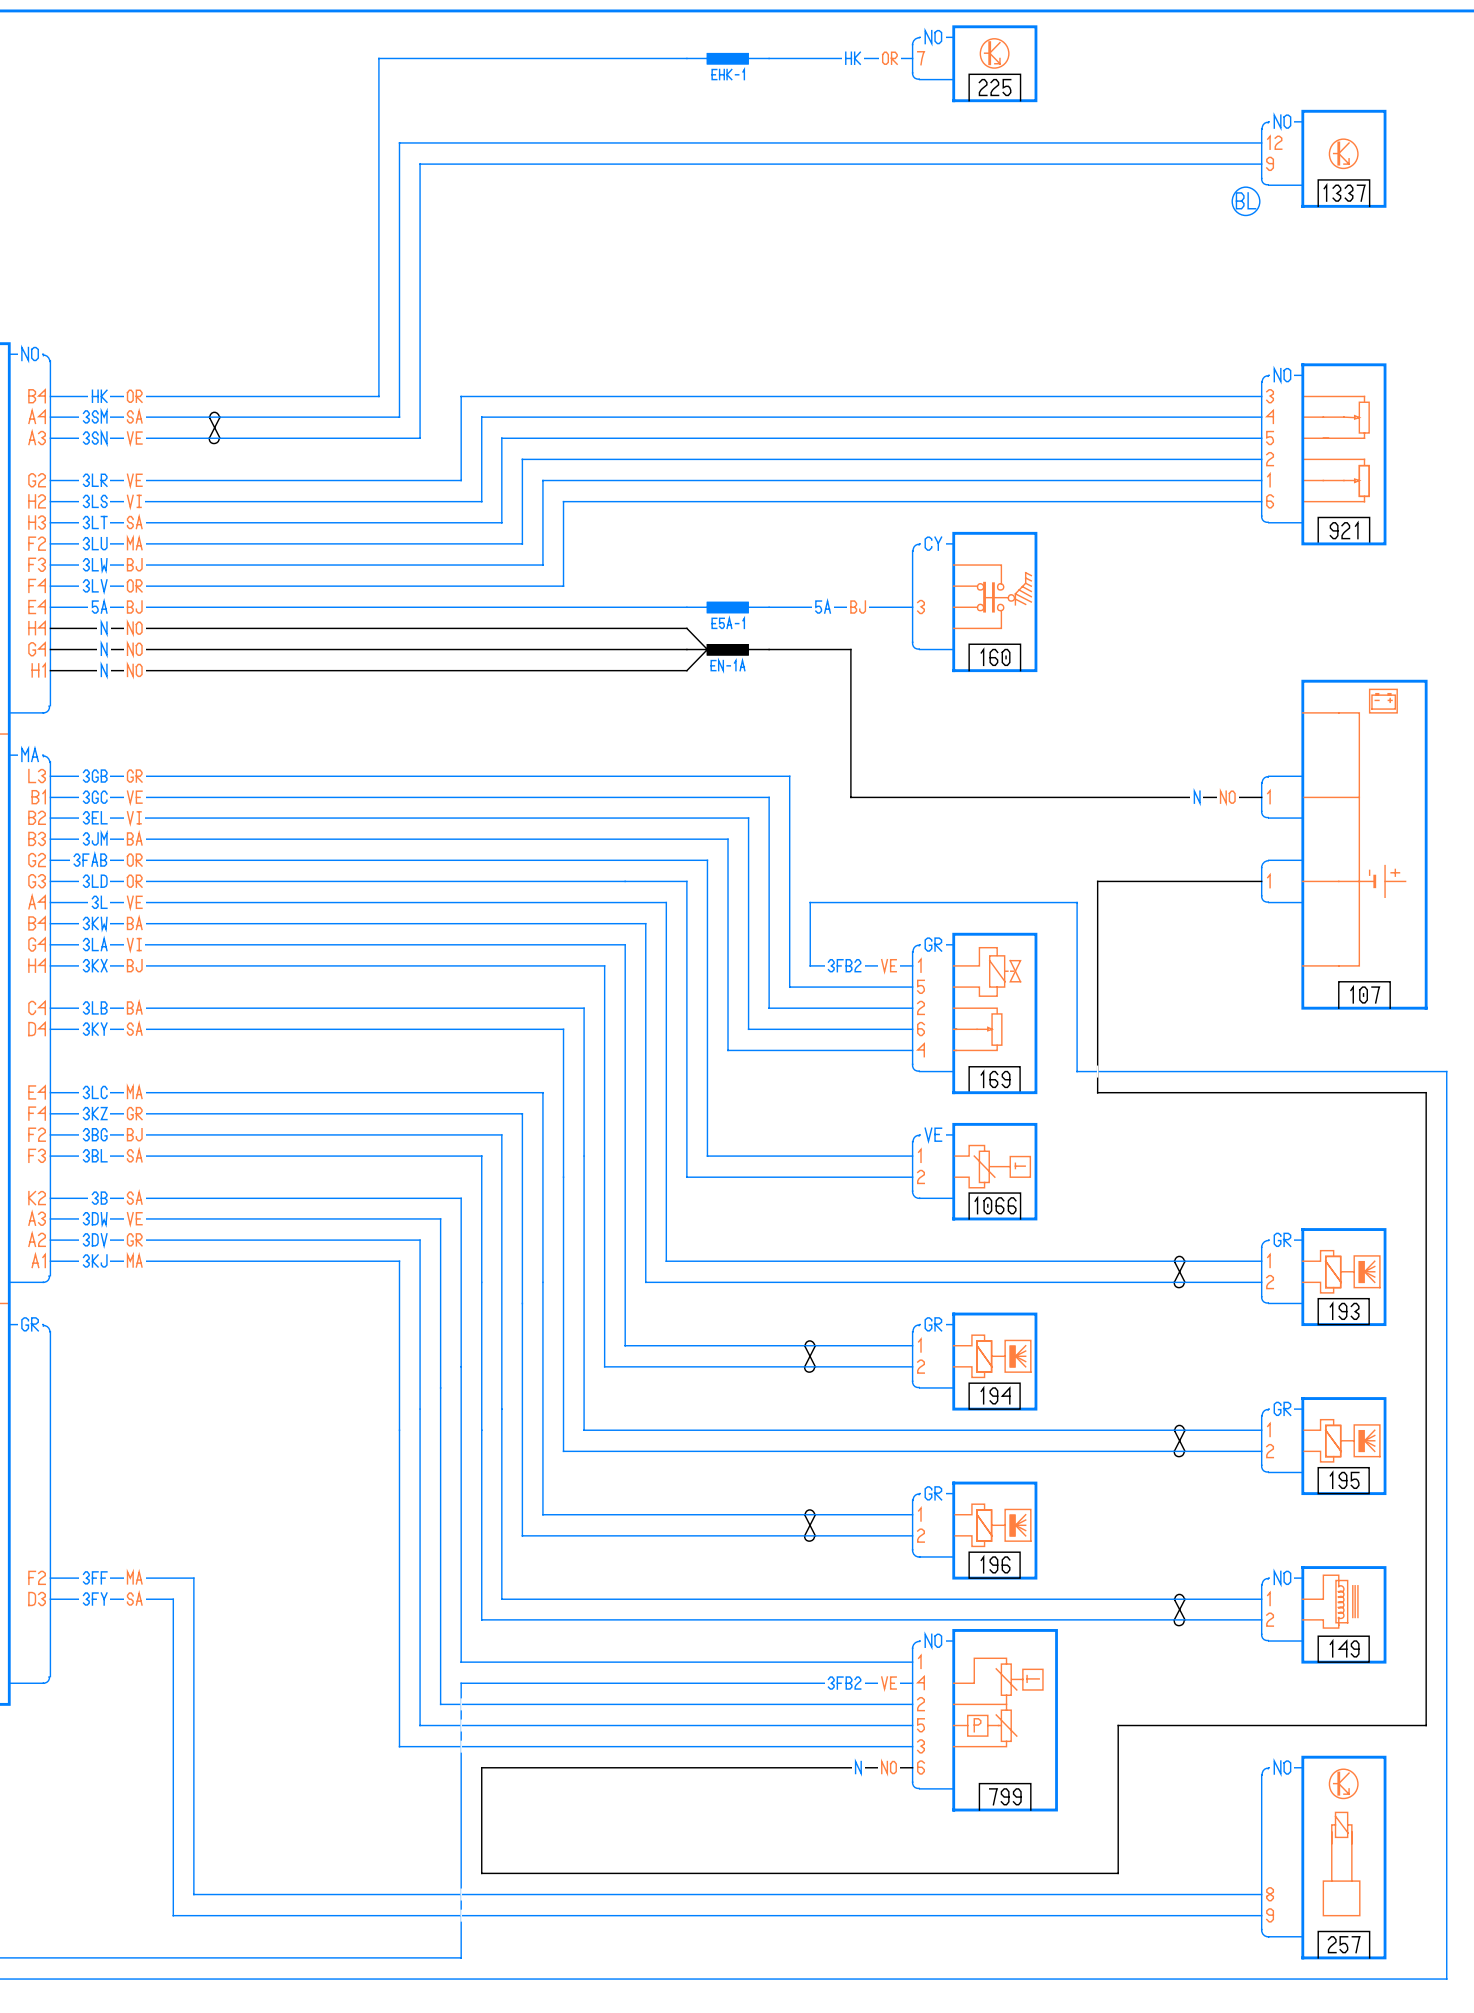 NO
7
HK OR
EHK-1
225
NO
12
9
BL
1337
NO
B4 HK OR
A4 3SM SA
A3 3SN VE
G2 3LR VE
H2 3LS VI
H3 3LT SA
F2 3LU MA
F3 3LW BJ
F4 3LV OR
E4 5A BJ
H4 N NO
G4 N NO
H1 N NO
NO
3
4
5
2
1
6
921
CY
E5A-1
5A BJ 3
160
EN-1A
- +
N NO 1
1
- +
107
MA
L3 3GB GR
B1 3GC VE
B2 3EL VI
B3 3JM BA
G2 3FAB OR
G3 3LD OR
A4 3L VE
B4 3KW BA
G4 3LA VI
H4 3KX BJ
C4 3LB BA
D4 3KY SA
E4 3LC MA
F4 3KZ GR
F2 3BG BJ
F3 3BL SA
K2 3B SA
A3 3DW VE
A2 3DV GR
A1 3KJ MA
GR
3FB2 VE 1
5
2
6
4
169
VE
1
2
T
1066
GR
1
2
193
GR
1
2
194
GR
1
2
195
GR
1
2
196
GR
F2 3FF MA
D3 3FY SA
NO
1
2
149
NO
1
3FB2 VE 4
2
5
3
N NO 6
T
P
799
NO
8
9
257